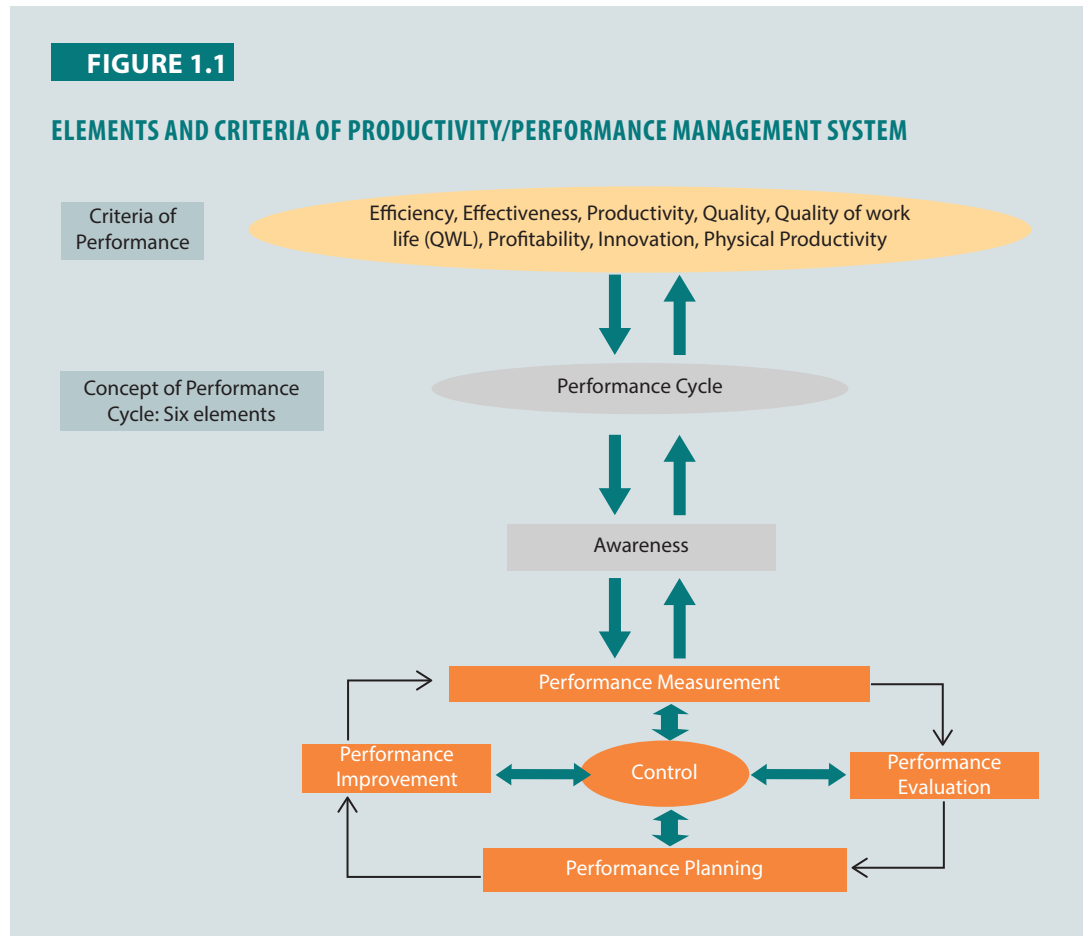 FIGURE 1.1
ELEMENTS AND CRITERIA OF PRODUCTIVITY/PERFORMANCE MANAGEMENT SYSTEM
Criteria of
Performance
Efficiency, Effectiveness, Productivity, Quality, Quality of work
life (QWL), Profitability, Innovation, Physical Productivity
Concept of Performance
Cycle: Six elements
Performance Cycle
Awareness
Performance Measurement
Performance
Improvement
Control
Performance
Evaluation
Performance Planning